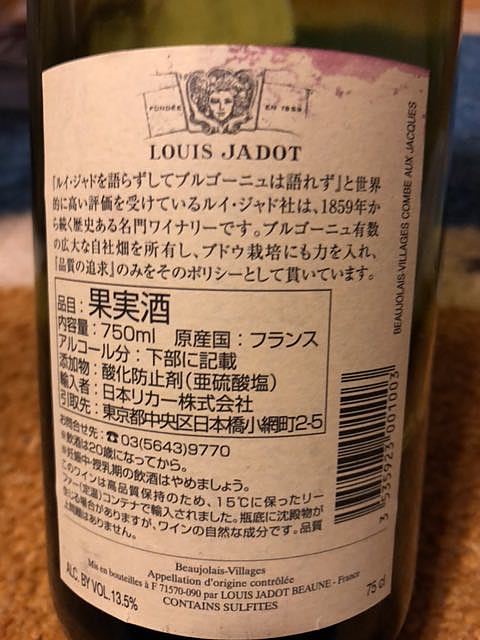 FONDÉE EN 1859
LOUIS JADOT
『ルイ・ジャドを語らずしてブルゴーニュは語れず』と世界
的に高い評価を受けているルイ・ジャド社は、1859年か
ら続く歴史ある名門ワイナリーです。ブルゴーニュ有数
の広大な自社畑を所有し、ブドウ栽培にも力を入れ、
『品質の追求』のみをそのポリシーとして貫いています。
品目：果実酒
内容量：750ml 原産国：フランス
アルコール分：下部に記載
添加物：酸化防止剤（亜硫酸塩）
輸入者：日本リカー株式会社
引取先：東京都中央区日本橋小網町2-5
お問合せ先：☎03(5643)9770
※飲酒は20歳になってから。
※妊娠中・授乳期の飲酒はやめましょう。
このワインは高品質保持のため、15℃に保ったリー
ファー(定温)コンテナで輸入されました。瓶底に沈殿物が
生じる場合がありますが、ワインの自然な成分です。品質
上問題はありません。
Beaujolais-Villages
Appellation d'origine contrôlée
Mis en bouteilles à F 71570-090 par LOUIS JADOT BEAUNE - France
CONTAINS SULFITES
ALC. BY VOL. 13.5%
75 cl
BEAUJOLAIS-VILLAGES COMBE AUX JACQUES
3 535923 001003